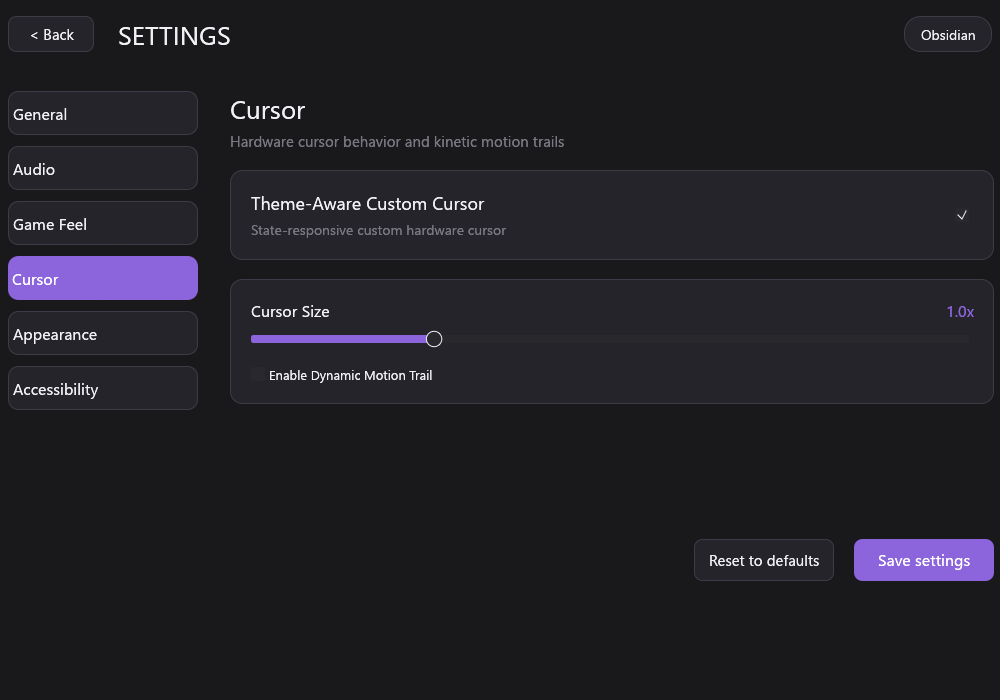 < Back
SETTINGS
Obsidian
General
Audio
Game Feel
Cursor
Appearance
Accessibility
Cursor
Hardware cursor behavior and kinetic motion trails
Theme-Aware Custom Cursor
State-responsive custom hardware cursor
Cursor Size
1.0x
Enable Dynamic Motion Trail
Reset to defaults
Save settings